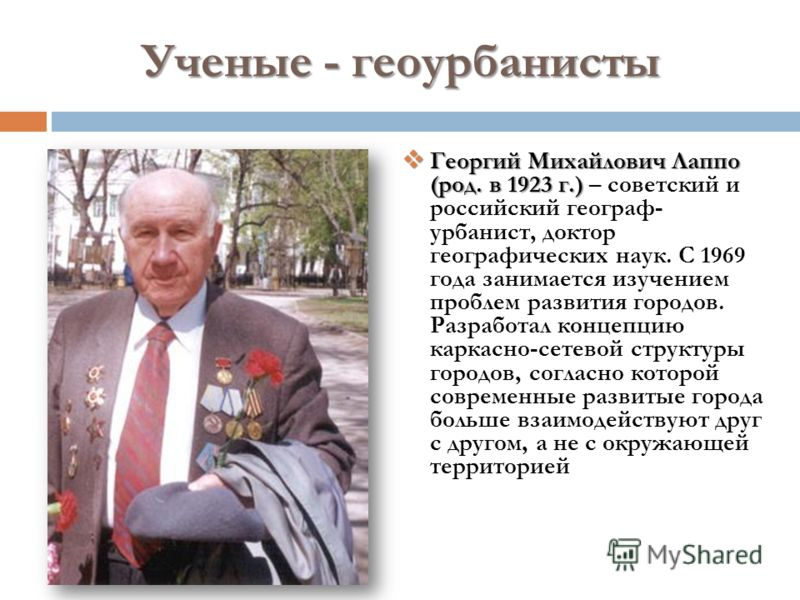 Ученые - геоурбанисты
Георгий Михайлович Лаппо
(род. в 1923 г.) – советский и
российский географ-
урбанист, доктор
географических наук. С 1969
года занимается изучением
проблем развития городов.
Разработал концепцию
каркасно-сетевой структуры
городов, согласно которой
современные развитые города
больше взаимодействуют друг
с другом, а не с окружающей
территорией
MyShared